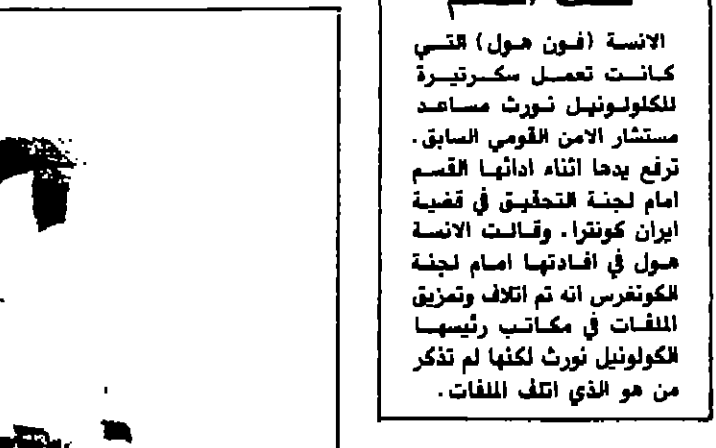 الانسة (فون هول) التي
كانت تعمل سكرتيرة
للكلولونيل نورث مساعد
مستشار الامن القومي السابق.
ترفع يدها اثناء ادائها القسم
امام لجنة التحقيق في قضية
ايران كونترا. وقالت الانسة
هول في افادتها امام لجنة
الكونغرس انه تم اتلاف وتمزيق
الملفات في مكاتب رئيسها
الكولونيل نورث لكنها لم تذكر
من هو الذي اتلف الملفات.